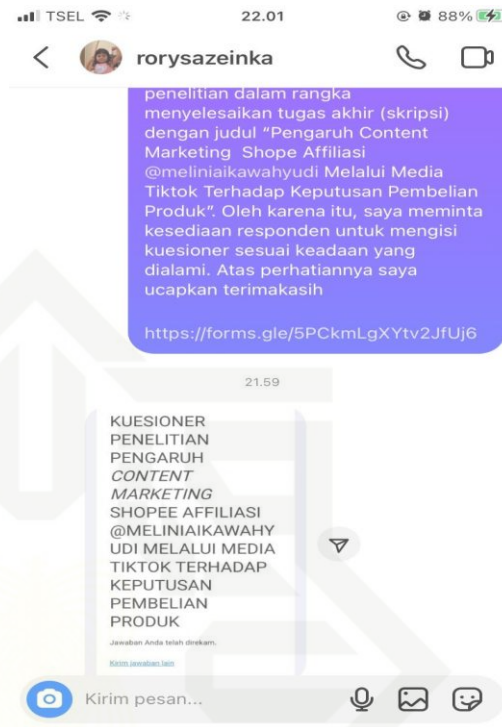 TSEL 22.01 88%
rorysazeinka
penelitian dalam rangka
menyelesaikan tugas akhir (skripsi)
dengan judul "Pengaruh Content
Marketing Shope Affiliasi
@meliniaikawahyudi Melalui Media
Tiktok Terhadap Keputusan Pembelian
Produk". Oleh karena itu, saya meminta
kesediaan responden untuk mengisi
kuesioner sesuai keadaan yang
dialami. Atas perhatiannya saya
ucapkan terimakasih
https://forms.gle/5PCkmLgXYtv2JfUj6
21.59
KUESIONER
PENELITIAN
PENGARUH
CONTENT
MARKETING
SHOPEE AFFILIASI
@MELINIAIKAWAHY
UDI MELALUI MEDIA
TIKTOK TERHADAP
KEPUTUSAN
PEMBELIAN
PRODUK
Jawaban Anda telah direkam.
Kirim jawaban lain
Kirim pesan...